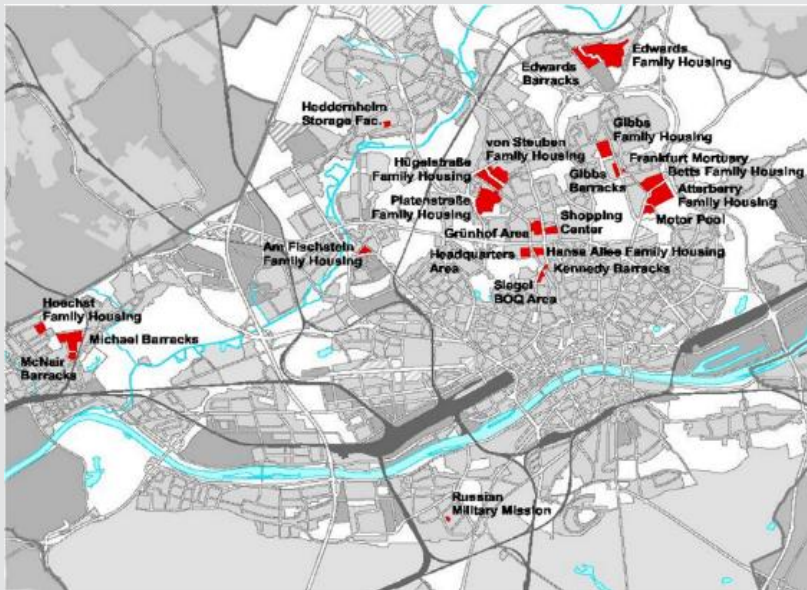 Edwards
Family Housing
Edwards
Barracks
Heddernheim
Storage Fac.
Gibbs
Family Housing
von Steuben
Family Housing
Frankfurt Mortuary
Betts Family Housing
Hügelstraße
Family Housing
Gibbs
Barracks
Atterberry
Family Housing
Platenstraße
Family Housing
Motor Pool
Shopping
Center
Grünhof Area
Am Fischstein
Family Housing
Headquarters
Area
Hansa Allee Family Housing
Kennedy Barracks
Siegel
BOQ Area
Hoechst
Family Housing
Michael Barracks
McNair
Barracks
Russian
Military Mission